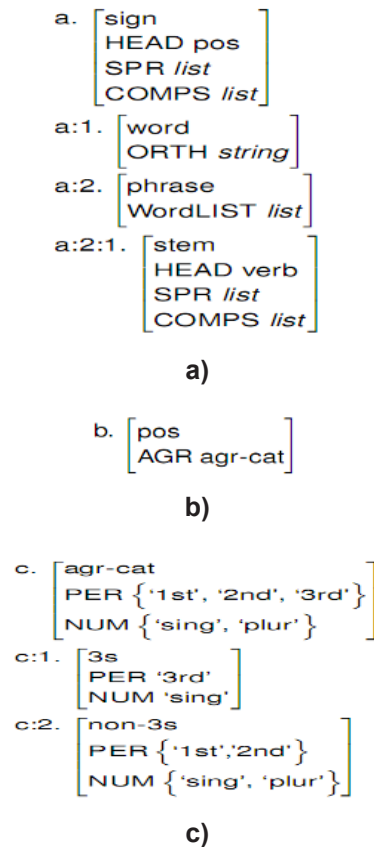 a. [sign
HEAD pos
SPR list
COMPS list]
a:1. [word
ORTH string]
a:2. [phrase
WordLIST list]
a:2:1. [stem
HEAD verb
SPR list
COMPS list]
a)
b. [pos
AGR agr-cat]
b)
c. [agr-cat
PER {‘1st’, ‘2nd’, ‘3rd’}
NUM {‘sing’, ‘plur’}]
c:1. [3s
PER ‘3rd’
NUM ‘sing’]
c:2. [non-3s
PER {‘1st’,‘2nd’}
NUM {‘sing’, ‘plur’}]
c)